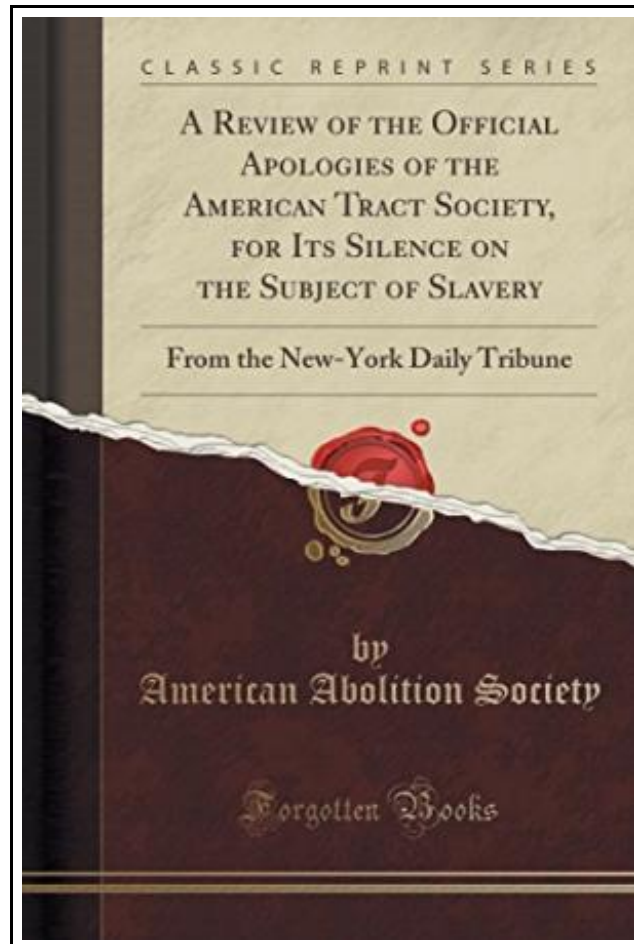 CLASSIC REPRINT SERIES
A REVIEW OF THE OFFICIAL
APOLOGIES OF THE
AMERICAN TRACT SOCIETY,
FOR ITS SILENCE ON
THE SUBJECT OF SLAVERY
From the New-York Daily Tribune
by
American Abolition Society
Forgotten Books